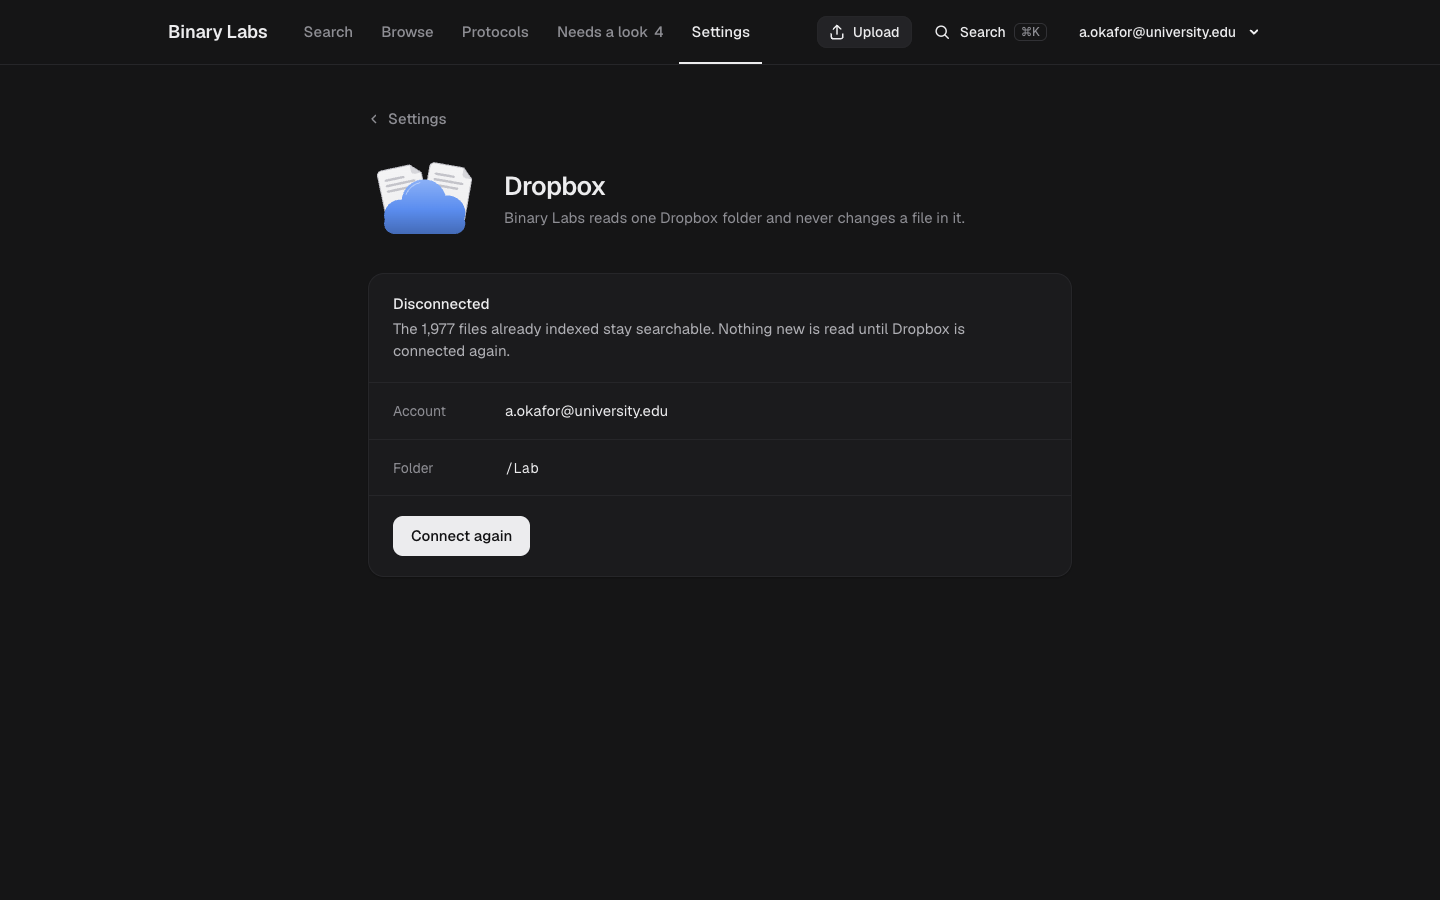 Binary Labs
Search
Browse
Protocols
Needs a look 4
Settings
Upload
Search ⌘K
a.okafor@university.edu
Settings
Dropbox
Binary Labs reads one Dropbox folder and never changes a file in it.
Disconnected
The 1,977 files already indexed stay searchable. Nothing new is read until Dropbox is
connected again.
Account a.okafor@university.edu
Folder /Lab
Connect again